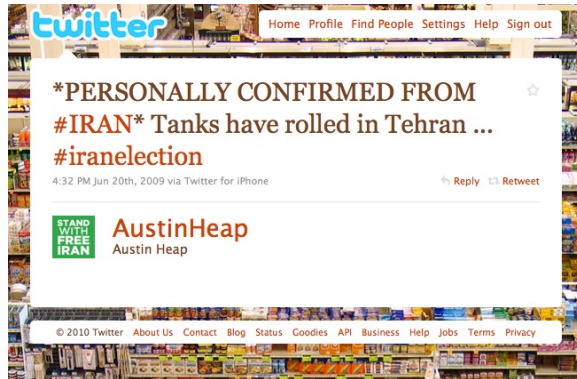 twitter
Home Profile Find People Settings Help Sign out
*PERSONALLY CONFIRMED FROM
#IRAN* Tanks have rolled in Tehran ...
#iranelection
4:32 PM Jun 20th, 2009 via Twitter for iPhone Reply Retweet
STAND
WITH
FREE
IRAN
AustinHeap
Austin Heap
© 2010 Twitter About Us Contact Blog Status Goodies API Business Help Jobs Terms Privacy